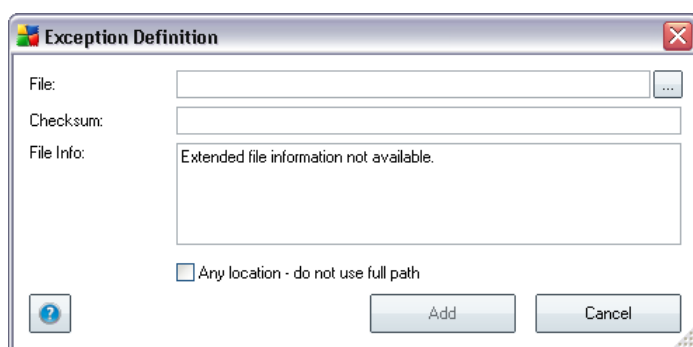 Exception Definition
File:
...
Checksum:
File Info:
Extended file information not available.
Any location - do not use full path
?
Add
Cancel